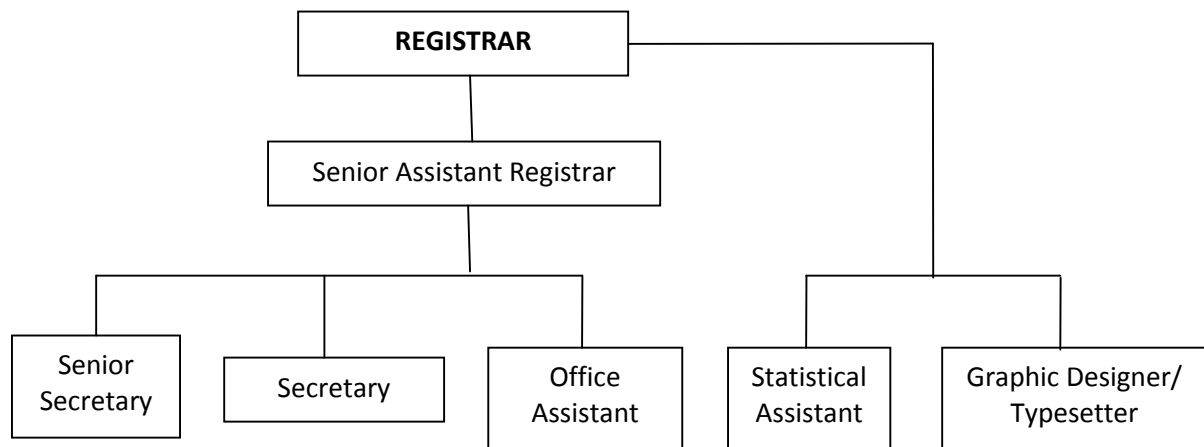 REGISTRAR
Senior Assistant Registrar
Senior
Secretary
Secretary
Office
Assistant
Statistical
Assistant
Graphic Designer/
Typesetter